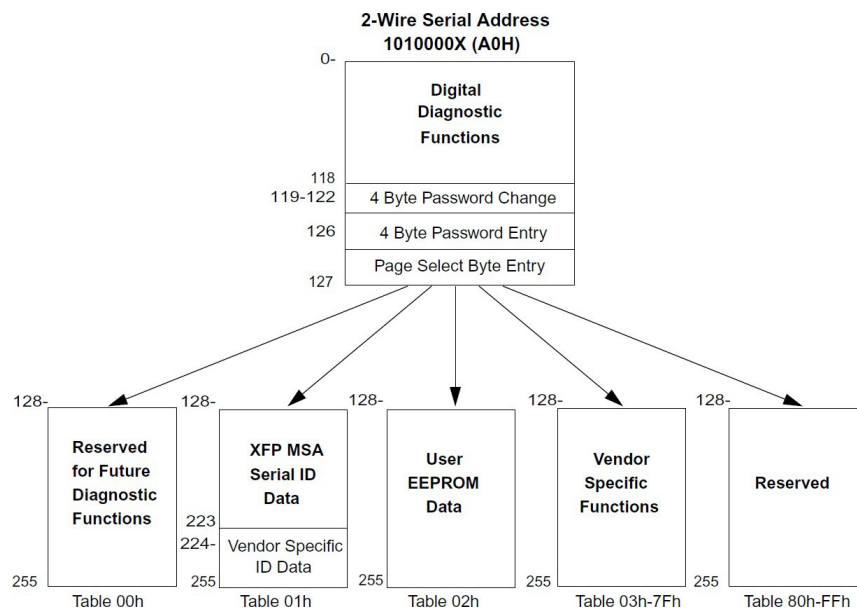 2-Wire Serial Address
1010000X (A0H)
0-
Digital
Diagnostic
Functions
118
119-122
4 Byte Password Change
126
4 Byte Password Entry
Page Select Byte Entry
127
128-
Reserved
for Future
Diagnostic
Functions
255
Table 00h
128-
XFP MSA
Serial ID
Data
223
224-
Vendor Specific
ID Data
255
Table 01h
128-
User
EEPROM
Data
255
Table 02h
128-
Vendor
Specific
Functions
255
Table 03h-7Fh
128-
Reserved
255
Table 80h-FFh